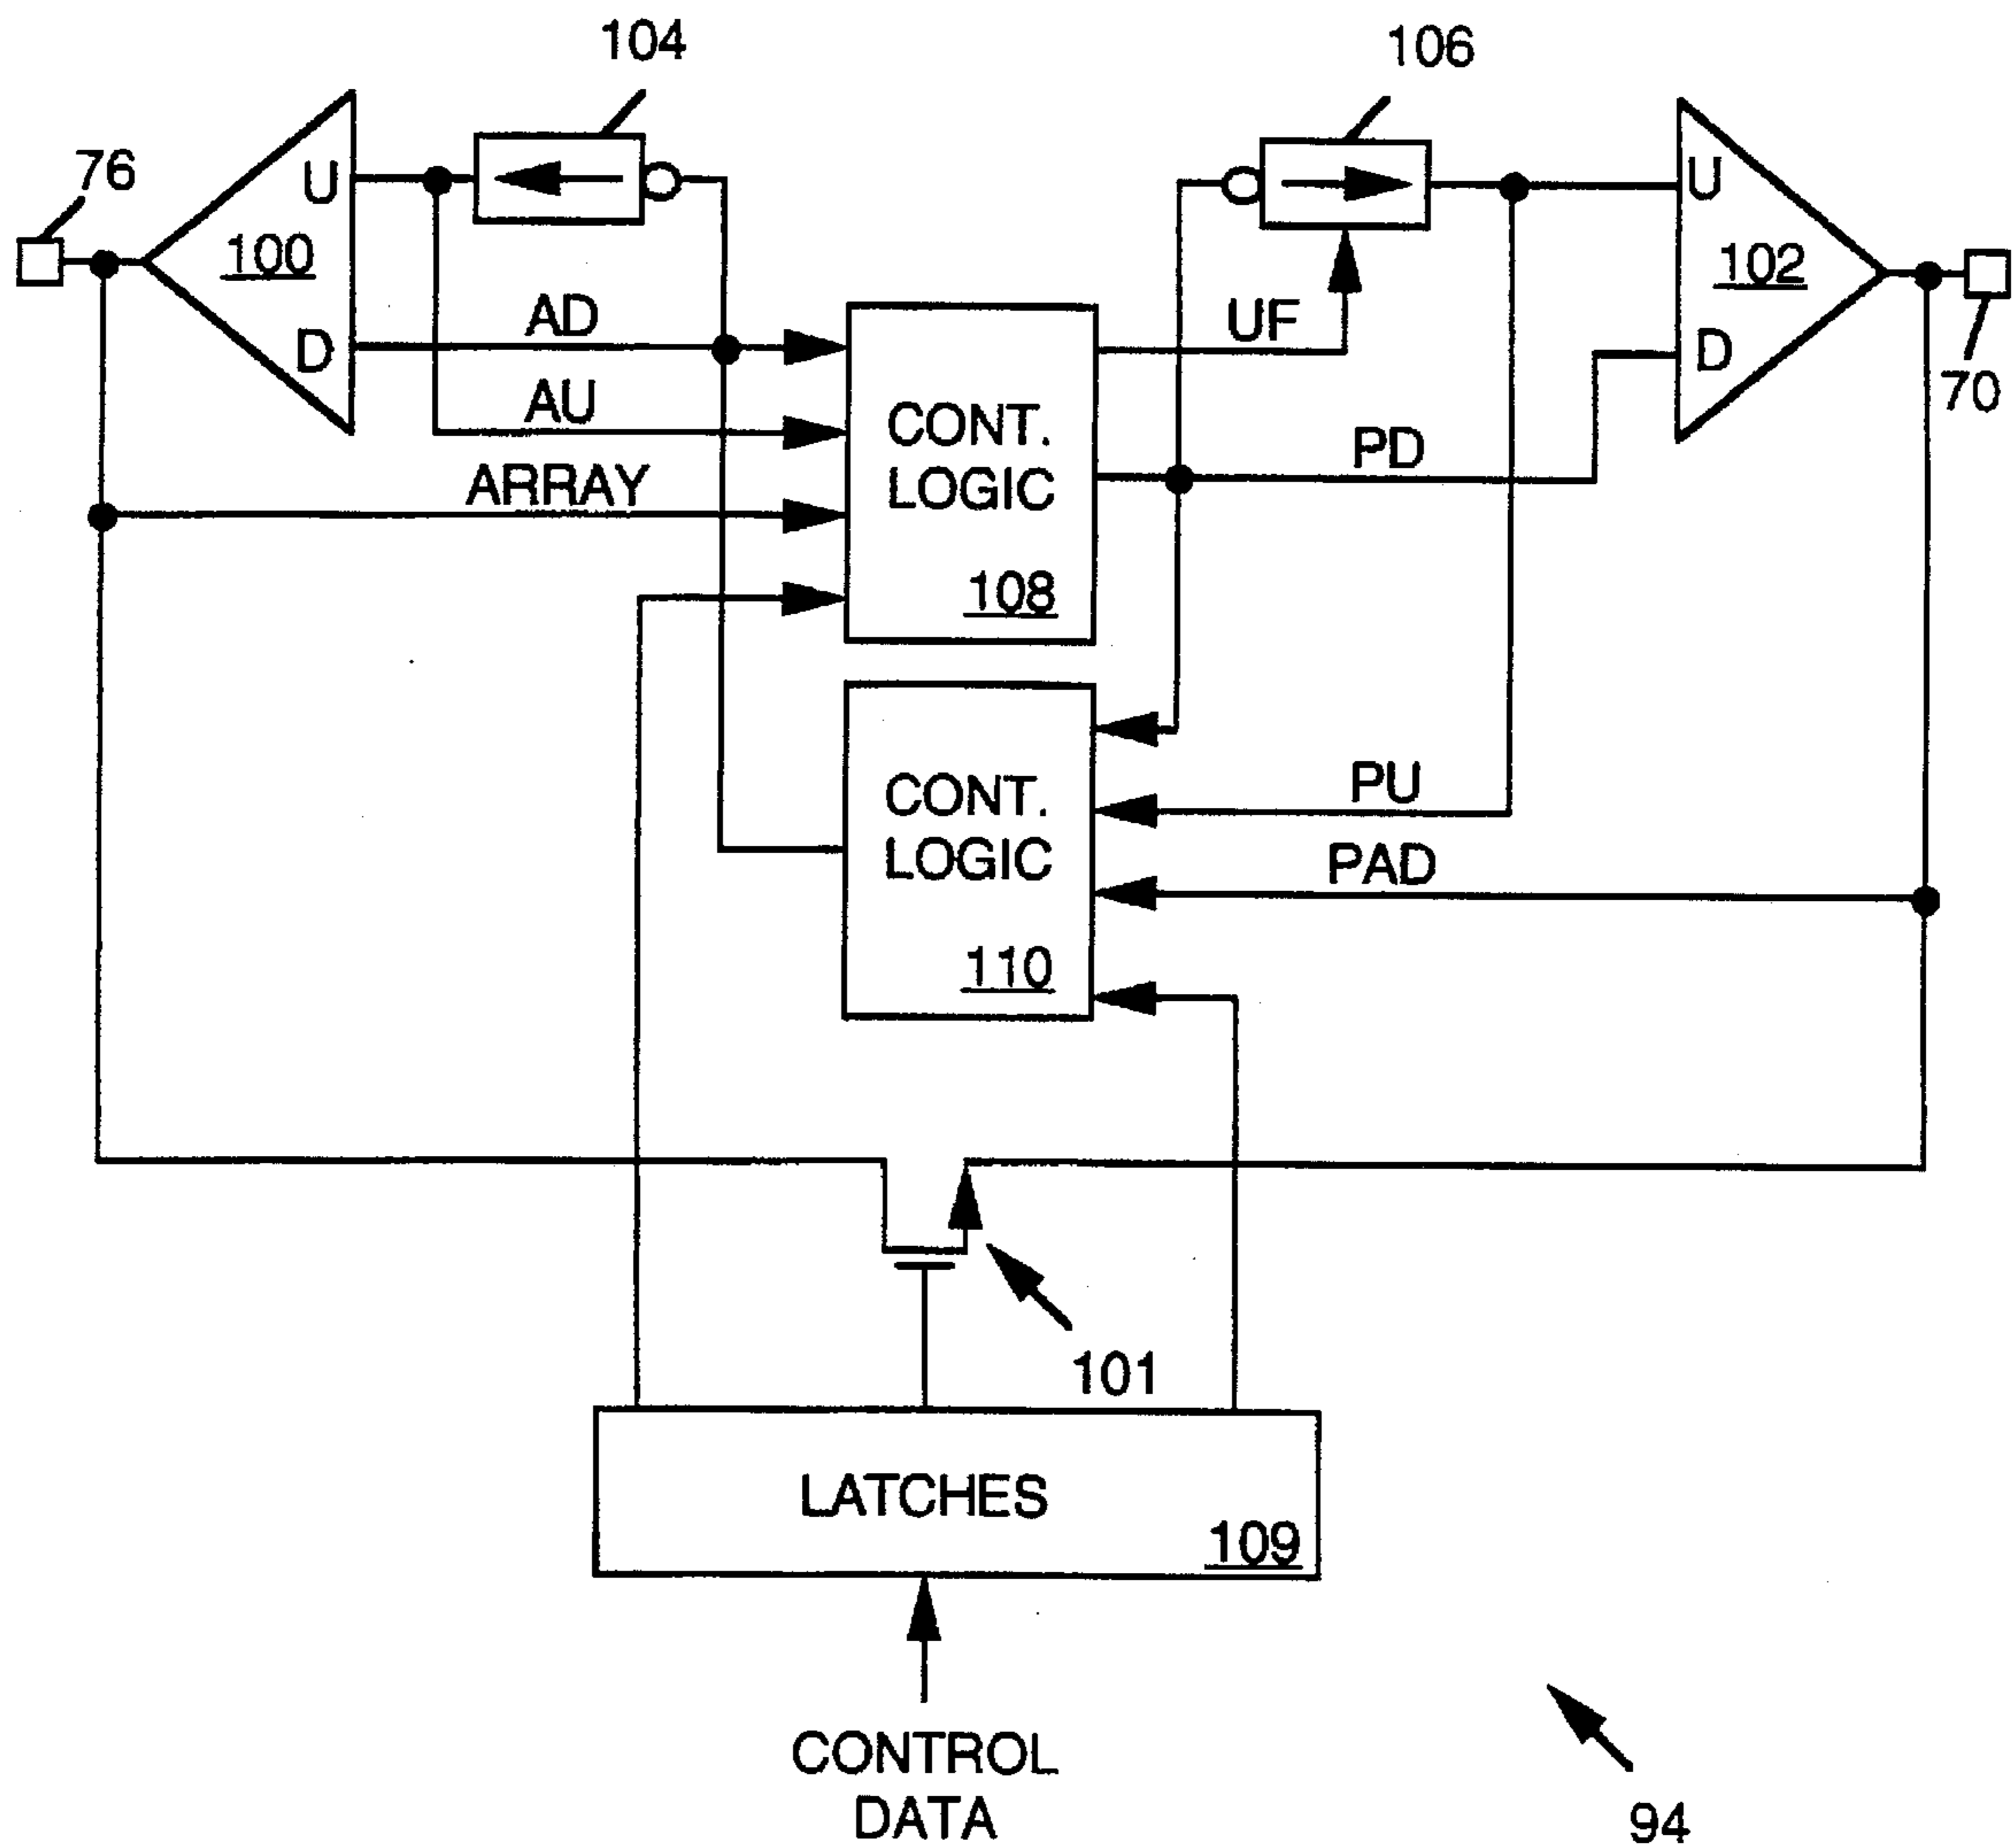 104
106
76
U
100
D
AD
AU
ARRAY
CONT.
LOGIC
108
UF
PD
U
102
D
70
CONT.
LOGIC
110
PU
PAD
101
LATCHES
109
CONTROL
DATA
94